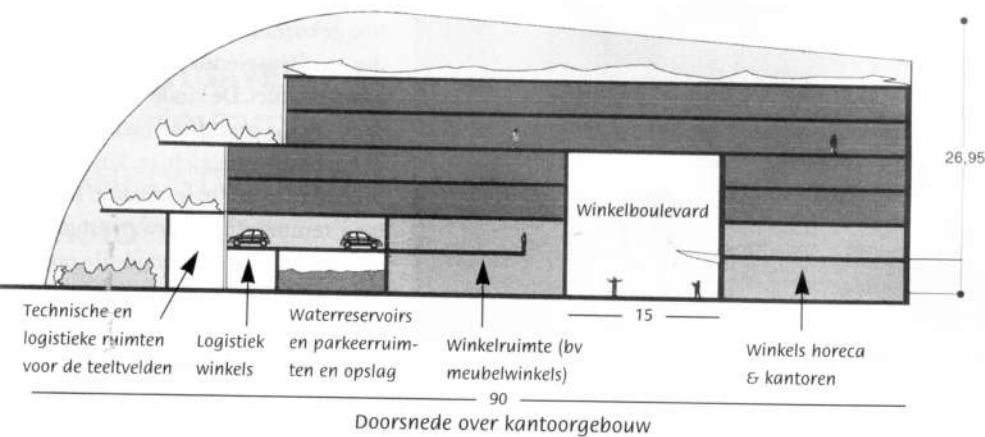 26,95
Winkelboulevard
15
Technische en
logistieke ruimten
voor de teeltvelden
Logistiek
winkels
Waterreservoirs
en parkeerruim-
ten en opslag
Winkelruimte (bv
meubelwinkels)
Winkels horeca
& kantoren
90
Doorsnede over kantoorgebouw